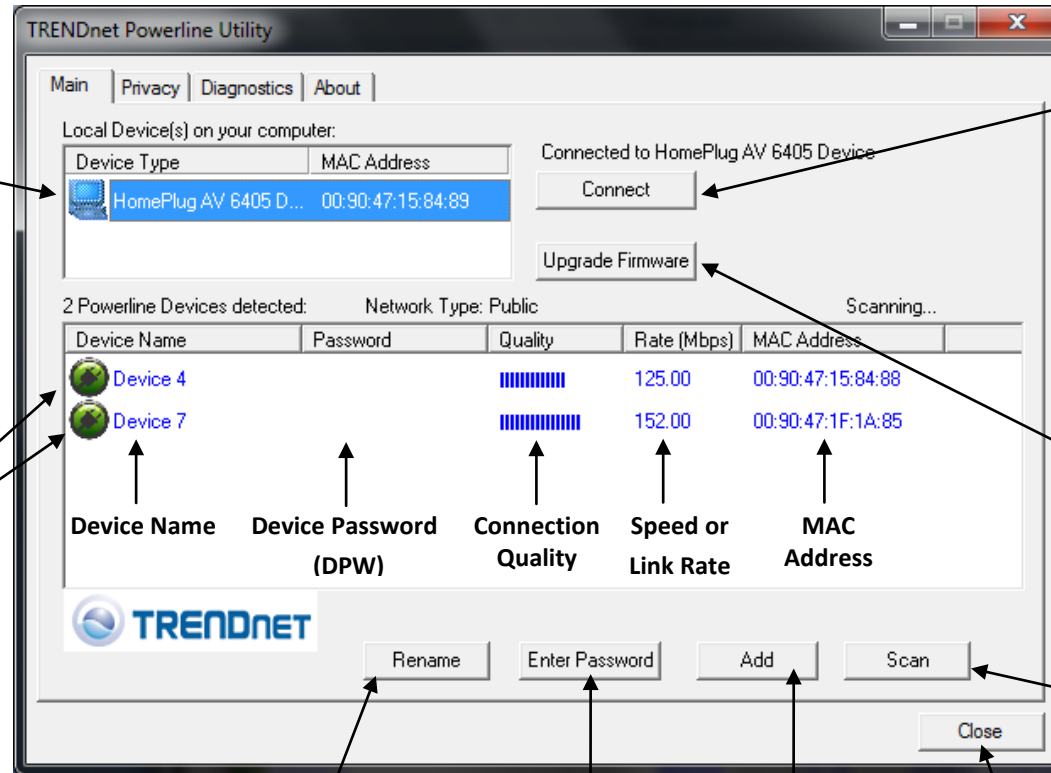 TRENDnet Powerline Utility
Main Privacy Diagnostics About
Local Device(s) on your computer:
Device Type MAC Address
HomePlug AV 6405 D... 00:90:47:15:84:89
Connected to HomePlug AV 6405 Device
Connect
Upgrade Firmware
2 Powerline Devices detected: Network Type: Public Scanning...
Device Name Password Quality Rate (Mbps) MAC Address
Device 4 125.00 00:90:47:15:84:88
Device 7 152.00 00:90:47:1F:1A:85
Device Name Device Password Connection Speed or MAC
(DPW) Quality Link Rate Address
TRENDNET
Rename Enter Password Add Scan
Close